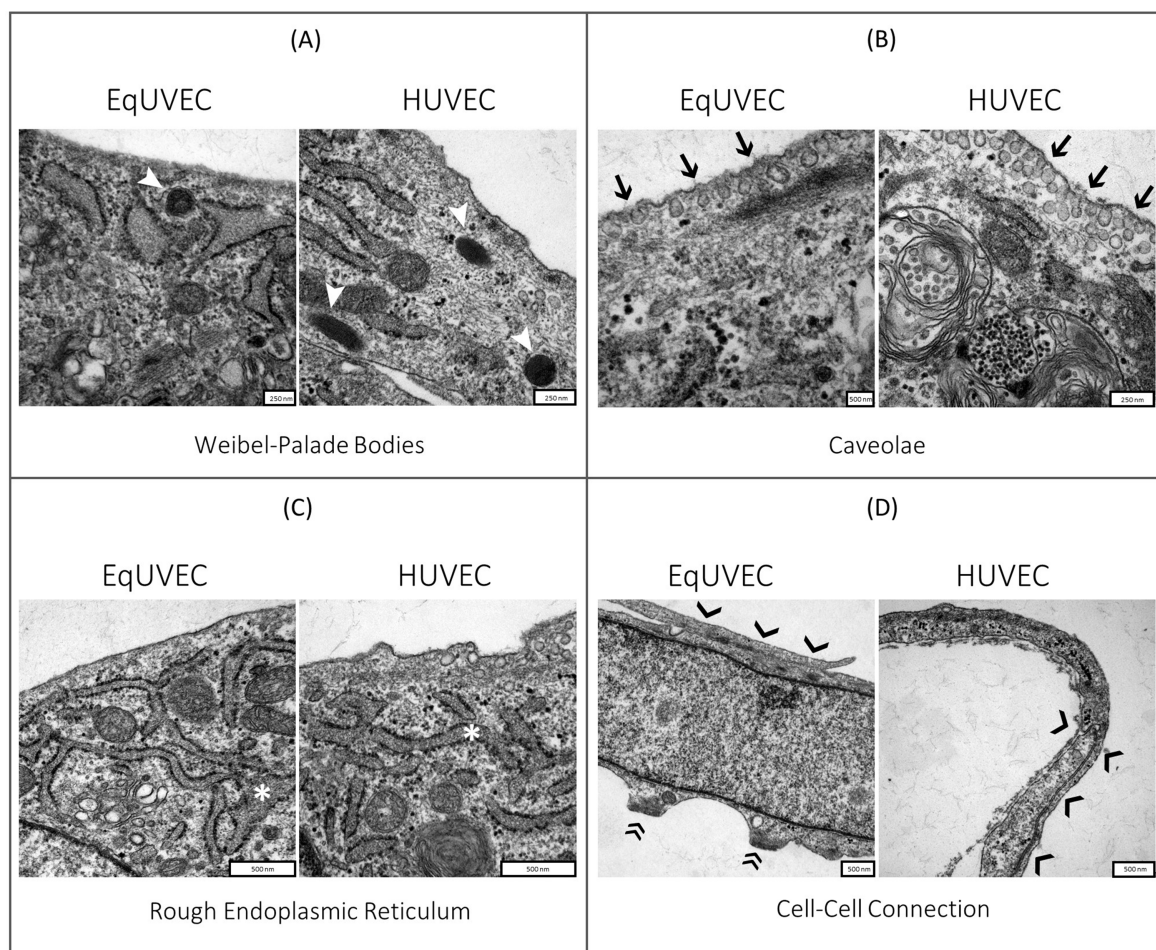 (A)
EqUVEC HUVEC
250 nm 250 nm
Weibel-Palade Bodies
(B)
EqUVEC HUVEC
500 nm 250 nm
Caveolae
(C)
EqUVEC HUVEC
500 nm 500 nm
Rough Endoplasmic Reticulum
(D)
EqUVEC HUVEC
500 nm 500 nm
Cell-Cell Connection